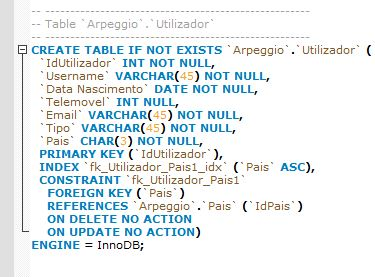 -- -----------------------------------------------------
-- Table `Arpeggio`.`Utilizador`
-- -----------------------------------------------------
CREATE TABLE IF NOT EXISTS `Arpeggio`.`Utilizador` (
  `IdUtilizador` INT NOT NULL,
  `Username` VARCHAR(45) NOT NULL,
  `Data Nascimento` DATE NOT NULL,
  `Telemovel` INT NULL,
  `Email` VARCHAR(45) NOT NULL,
  `Tipo` VARCHAR(45) NOT NULL,
  `Pais` CHAR(3) NOT NULL,
  PRIMARY KEY (`IdUtilizador`),
  INDEX `fk_Utilizador_Pais1_idx` (`Pais` ASC),
  CONSTRAINT `fk_Utilizador_Pais1`
    FOREIGN KEY (`Pais`)
    REFERENCES `Arpeggio`.`Pais` (`IdPais`)
    ON DELETE NO ACTION
    ON UPDATE NO ACTION)
ENGINE = InnoDB;